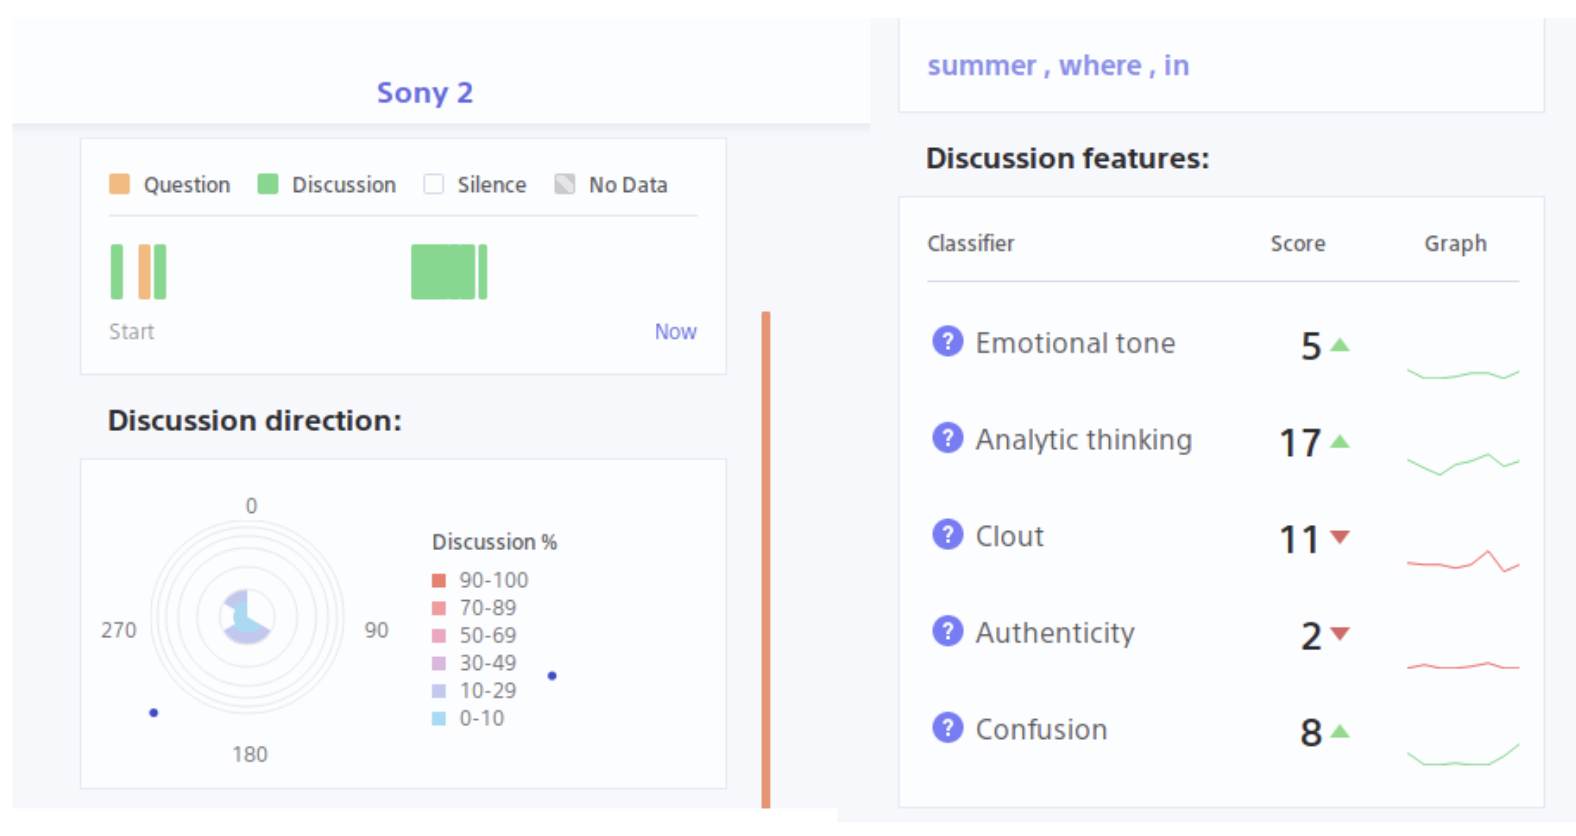 Sony 2
Question Discussion Silence No Data
Start Now
Discussion direction:
0
270 90
180
Discussion %
90-100
70-89
50-69
30-49
10-29
0-10
summer , where , in
Discussion features:
Classifier Score Graph
? Emotional tone 5
? Analytic thinking 17
? Clout 11
? Authenticity 2
? Confusion 8